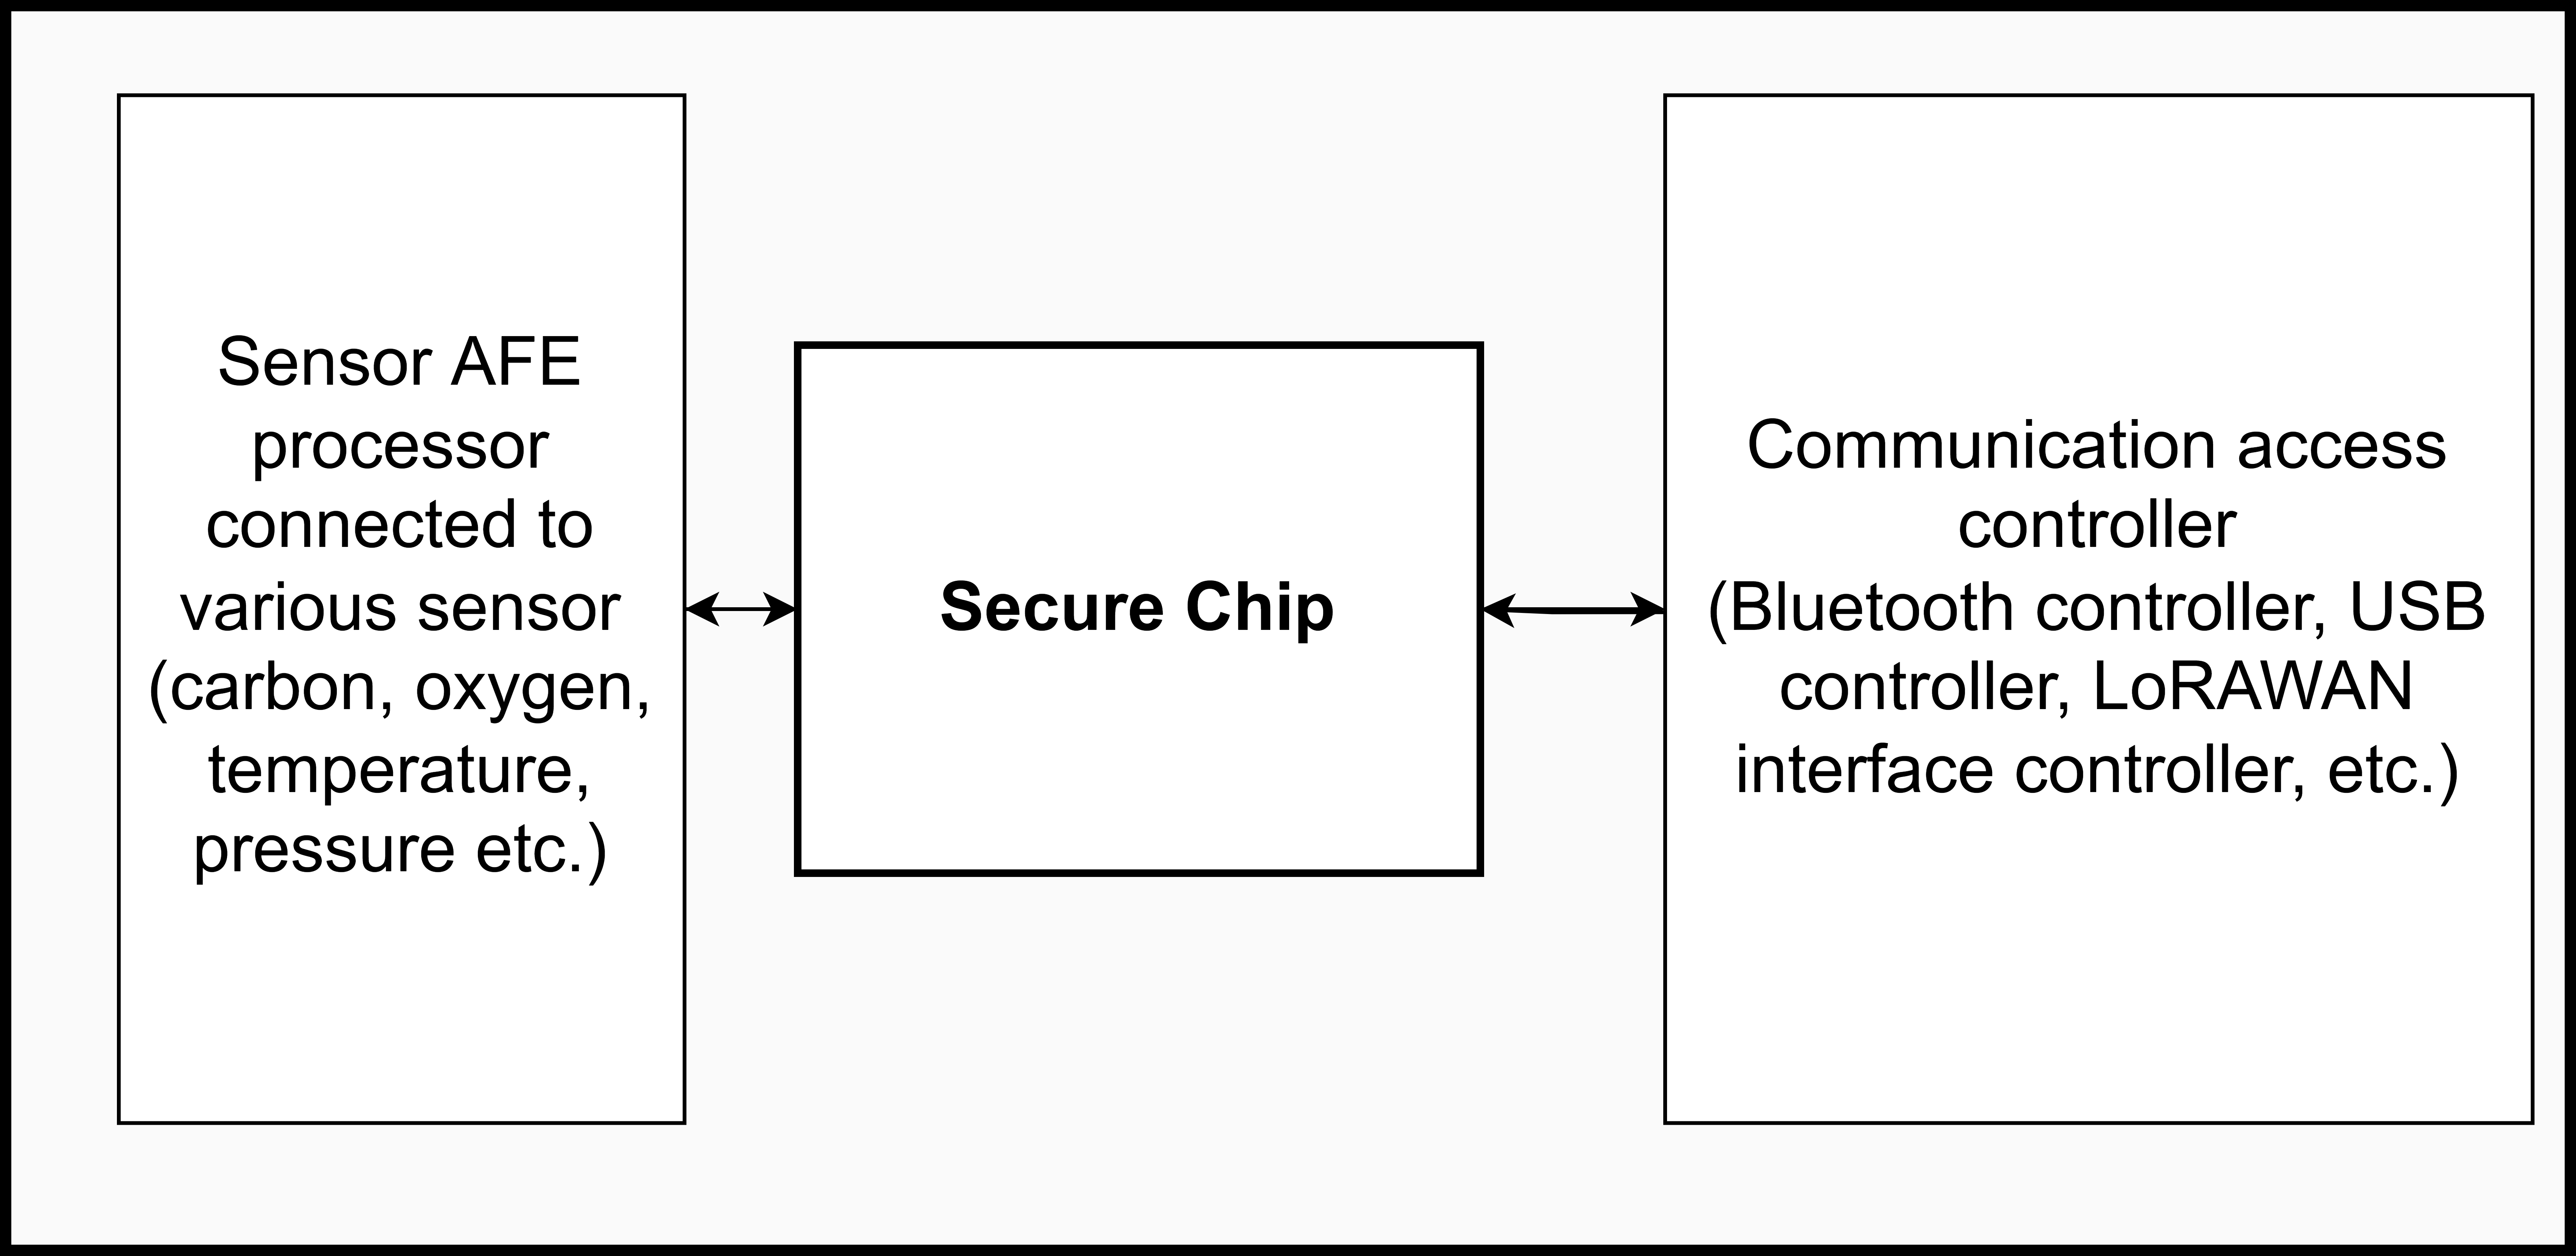 Sensor AFE
processor
connected to
various sensor
(carbon, oxygen,
temperature,
pressure etc.)
Secure Chip
Communication access
controller
(Bluetooth controller, USB
controller, LoRAWAN
interface controller, etc.)